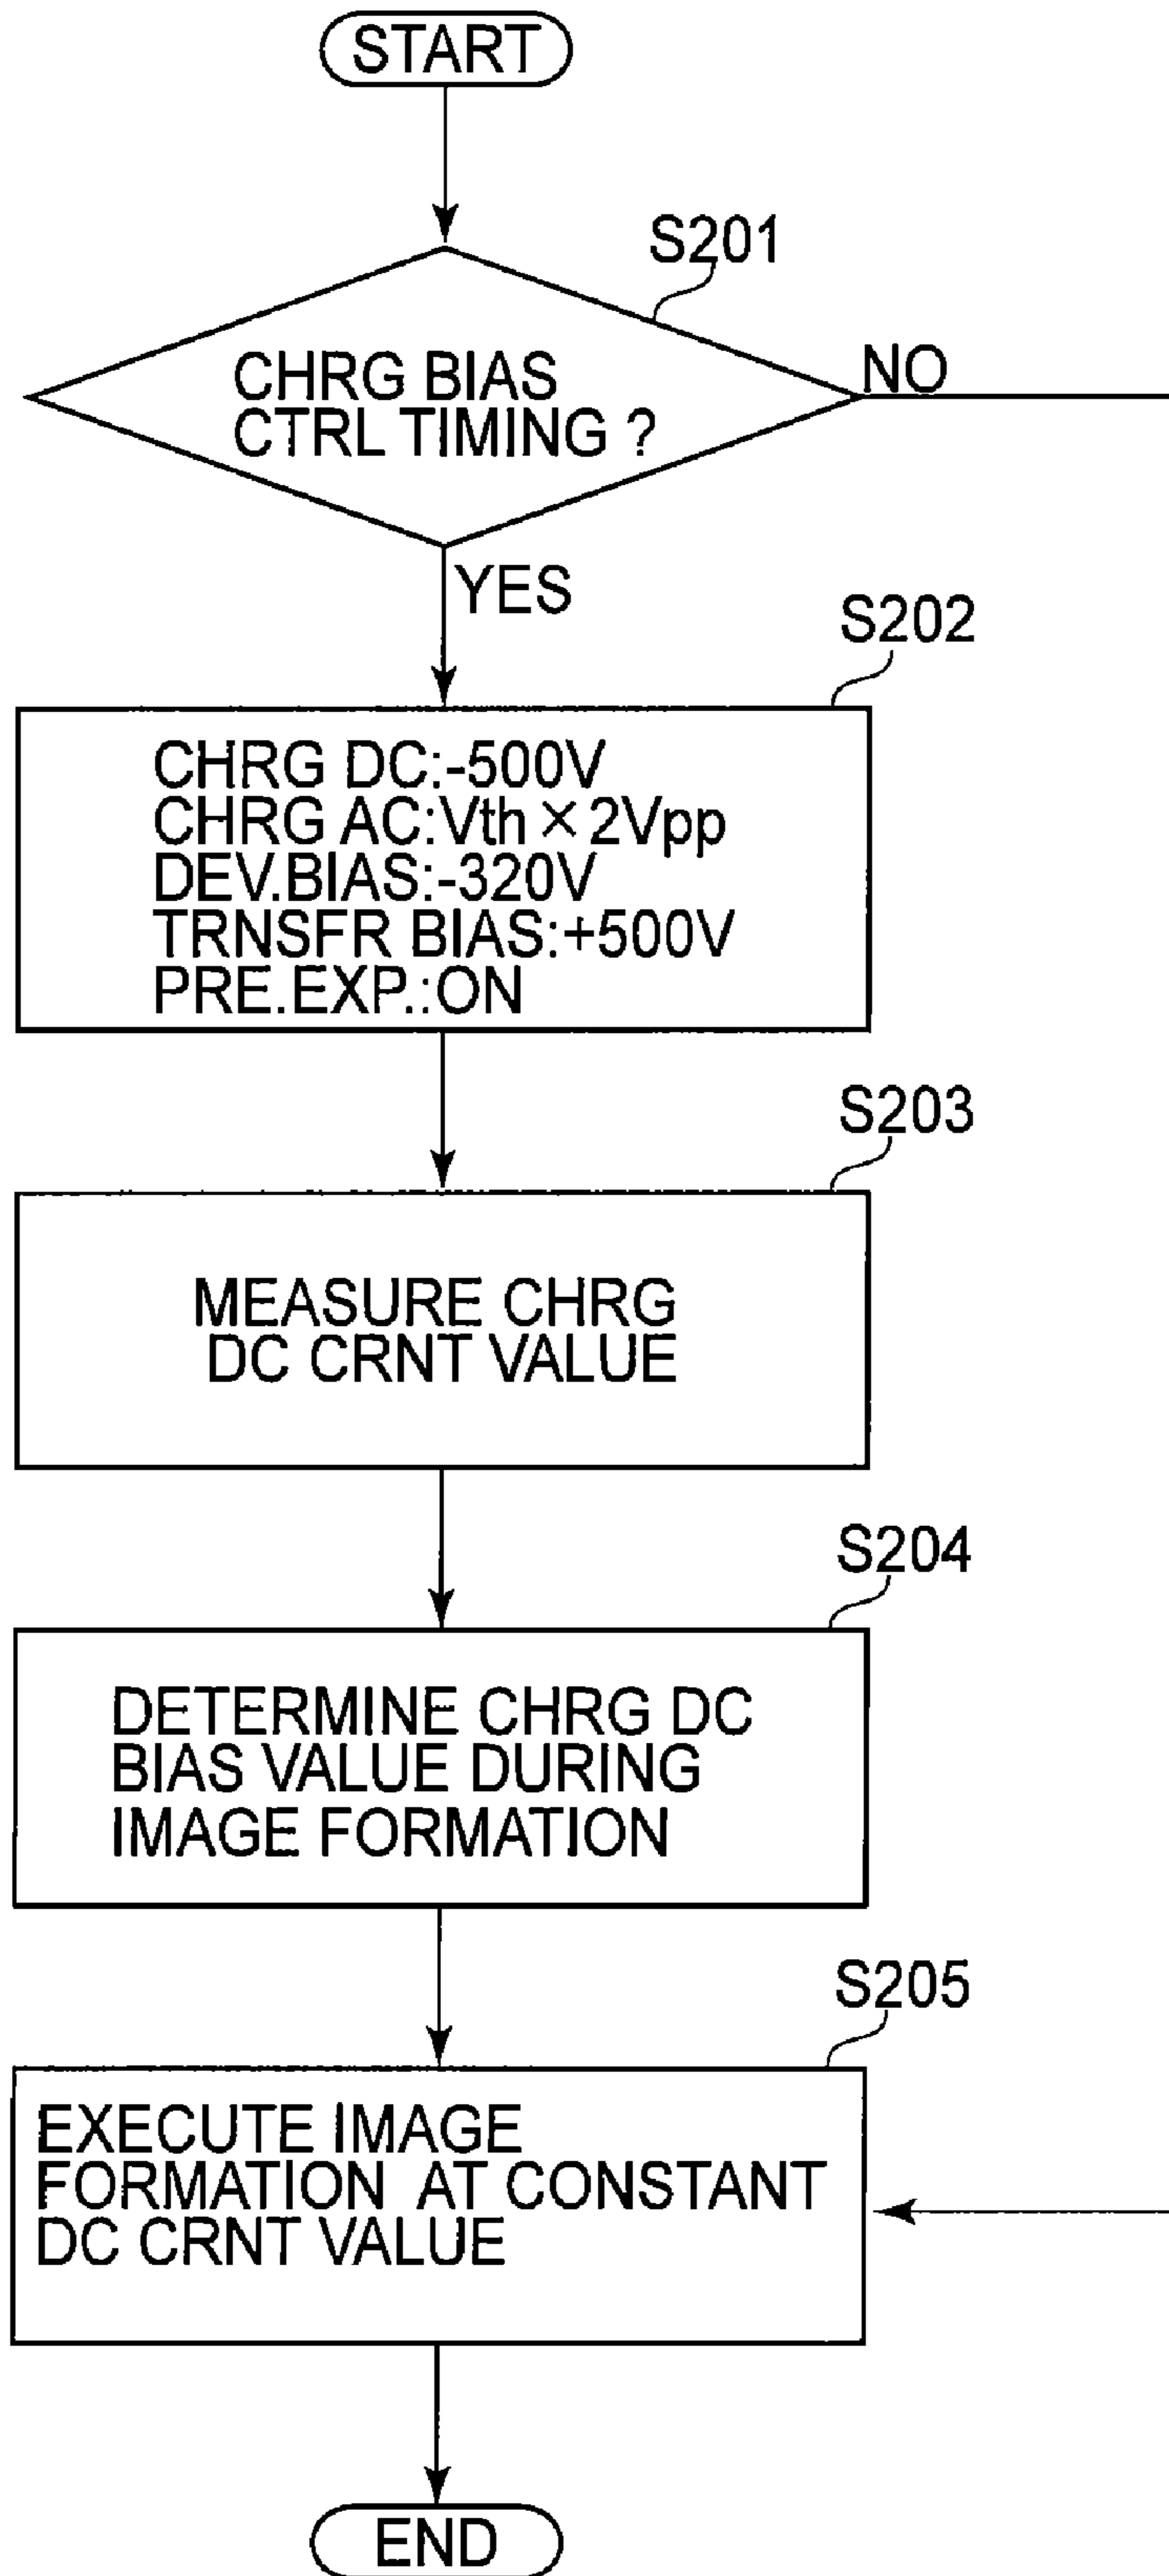 START
S201
CHRG BIAS
CTRL TIMING ?
NO
YES
S202
CHRG DC:-500V
CHRG AC:Vth × 2Vpp
DEV.BIAS:-320V
TRNSFR BIAS:+500V
PRE.EXP.:ON
S203
MEASURE CHRG
DC CRNT VALUE
S204
DETERMINE CHRG DC
BIAS VALUE DURING
IMAGE FORMATION
S205
EXECUTE IMAGE
FORMATION AT CONSTANT
DC CRNT VALUE
END